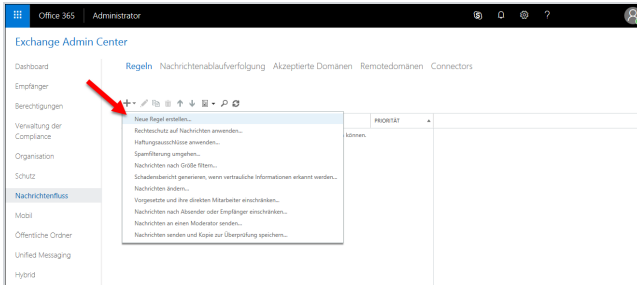 Office 365 Administrator
Exchange Admin Center
Dashboard
Empfänger
Berechtigungen
Verwaltung der
Compliance
Organisation
Schutz
Nachrichtenfluss
Mobil
Öffentliche Ordner
Unified Messaging
Hybrid
Regeln Nachrichtenablaufverfolgung Akzeptierte Domänen Remotedomänen Connectors
PRIORITÄT
können.
Neue Regel erstellen...
Rechteschutz auf Nachrichten anwenden...
Haftungsausschlüsse anwenden...
Spamfilterung umgehen...
Nachrichten nach Größe filtern...
Schadensbericht generieren, wenn vertrauliche Informationen erkannt werden...
Nachrichten ändern...
Vorgesetzte und ihre direkten Mitarbeiter einschränken...
Nachrichten nach Absender oder Empfänger einschränken...
Nachrichten an einen Moderator senden...
Nachrichten senden und Kopie zur Überprüfung speichern...